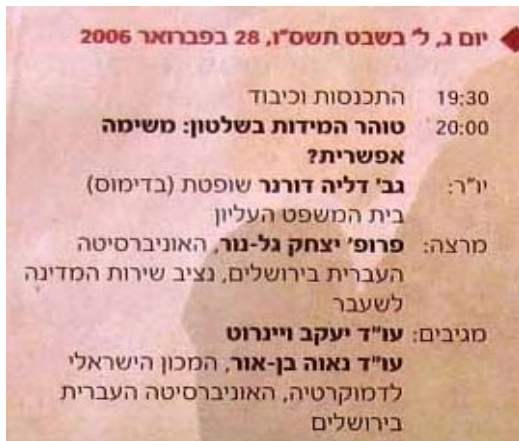 יום ג, ל' בשבט תשס"ו, 28 בפברואר 2006
19:30 התכנסות וכיבוד
20:00 טוהר המידות בשלטון: משימה
אפשרית?
יו"ר: גב' דליה דורנר שופטת (בדימוס)
בית המשפט העליון
מרצה: פרופ' יצחק גל-נור, האוניברסיטה
העברית בירושלים, נציב שירות המדינה
לשעבר
מגיבים: עו"ד יעקב ויינרוט
עו"ד נאוה בן-אור, המכון הישראלי
לדמוקרטיה, האוניברסיטה העברית
בירושלים